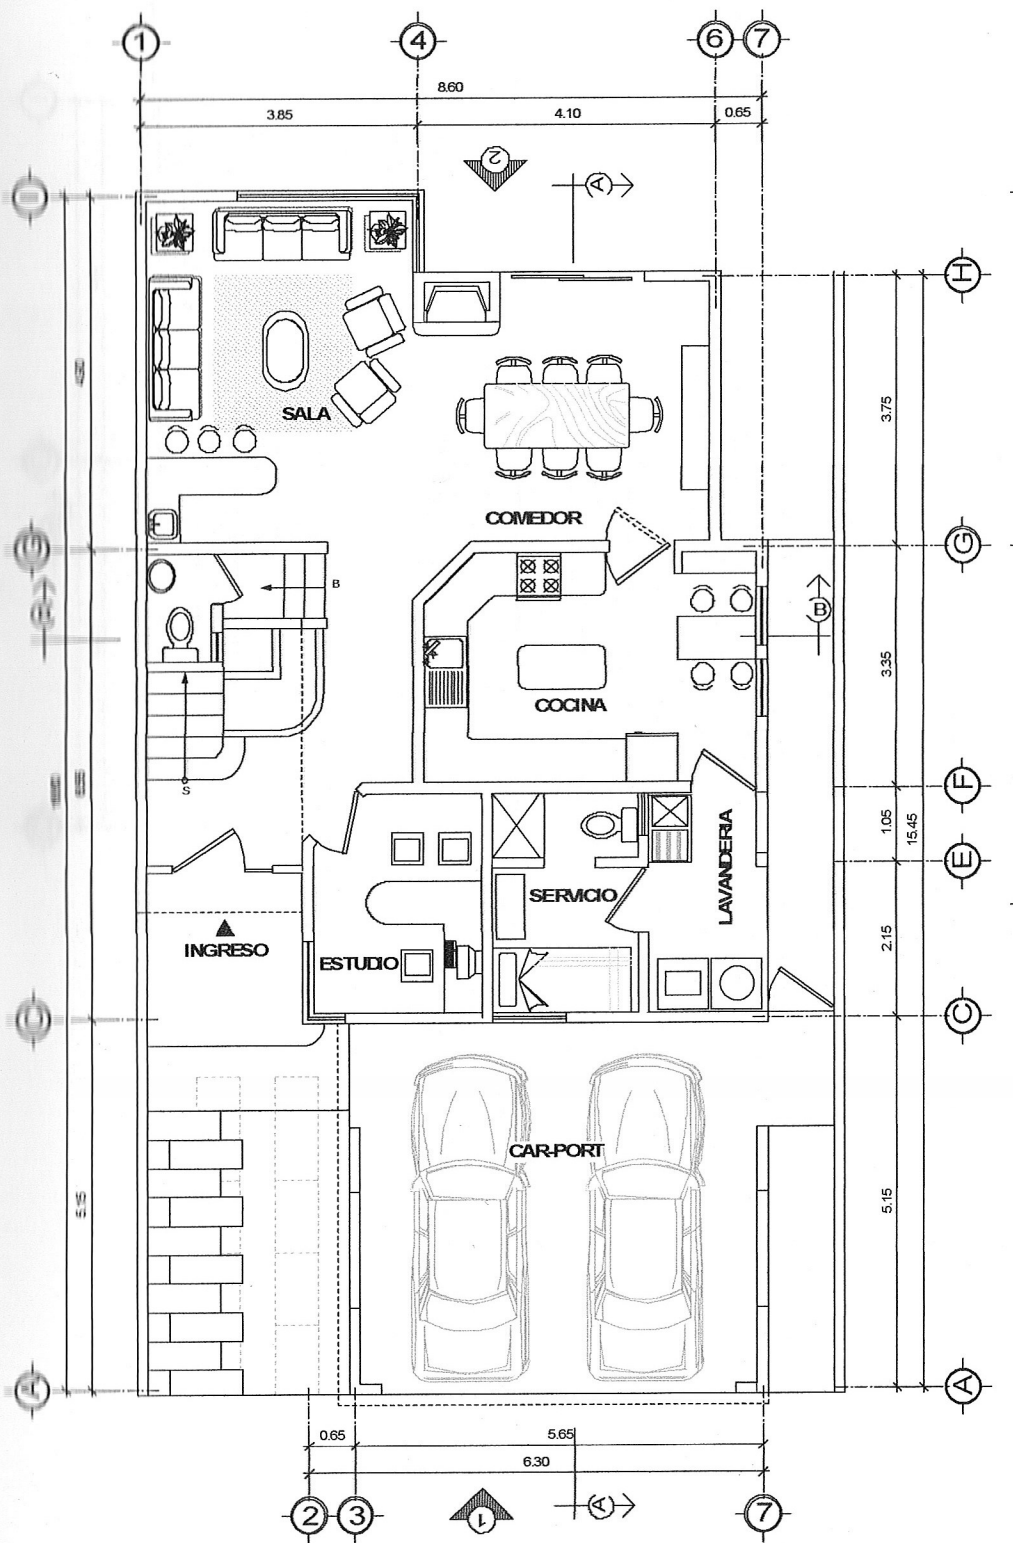 1
4
6
7
8.60
3.85
4.10
0.65
2
A
I
H
SALA
3.75
COMEDOR
G
G
B
B
B
3.35
COCINA
S
F
1.05
15.45
E
LAVANDERIA
SERVICIO
2.15
INGRESO
ESTUDIO
C
C
CAR-PORT
5.15
5.15
A
A
0.65
5.65
6.30
2
3
1
A
7